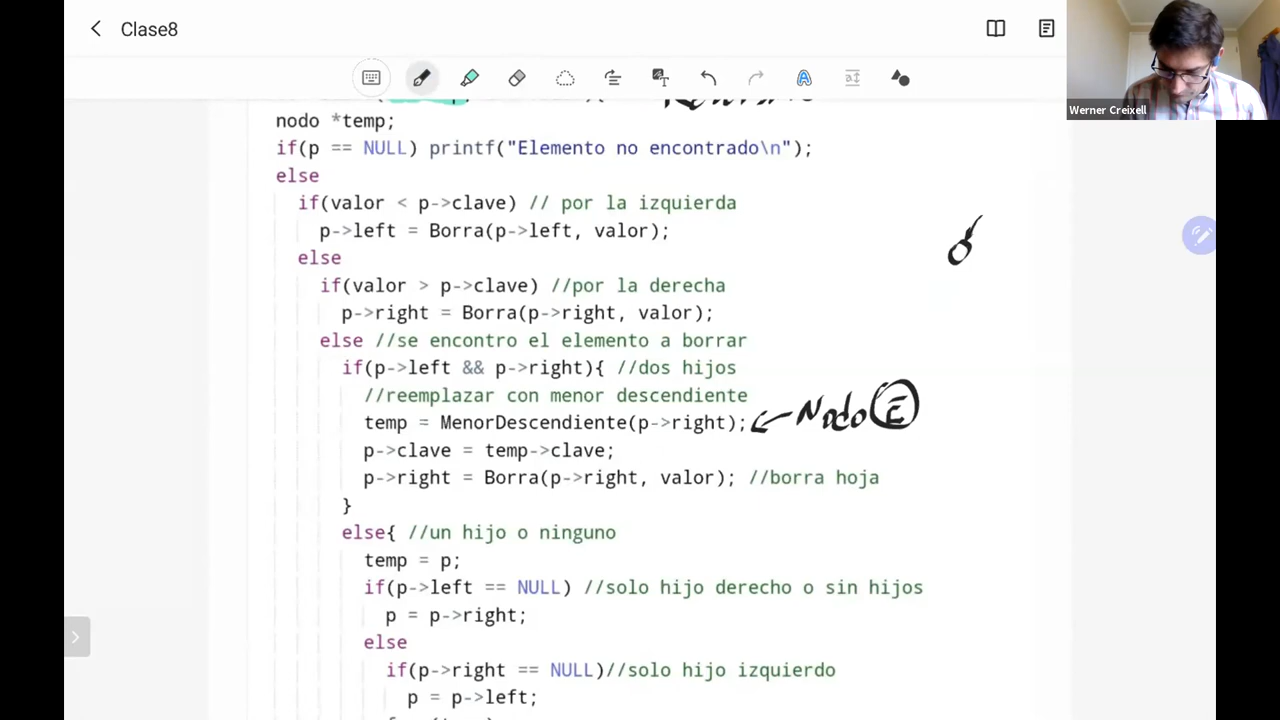 Clase8
Werner Creixell
nodo *temp;
if(p == NULL) printf("Elemento no encontrado\n");
else
if(valor < p->clave) // por la izquierda
p->left = Borra(p->left, valor);
else
if(valor > p->clave) //por la derecha
p->right = Borra(p->right, valor);
else //se encontro el elemento a borrar
if(p->left && p->right){ //dos hijos
//reemplazar con menor descendiente
temp = MenorDescendiente(p->right); Nodo E
p->clave = temp->clave;
p->right = Borra(p->right, valor); //borra hoja
}
else{ //un hijo o ninguno
temp = p;
if(p->left == NULL) //solo hijo derecho o sin hijos
p = p->right;
else
if(p->right == NULL)//solo hijo izquierdo
p = p->left;